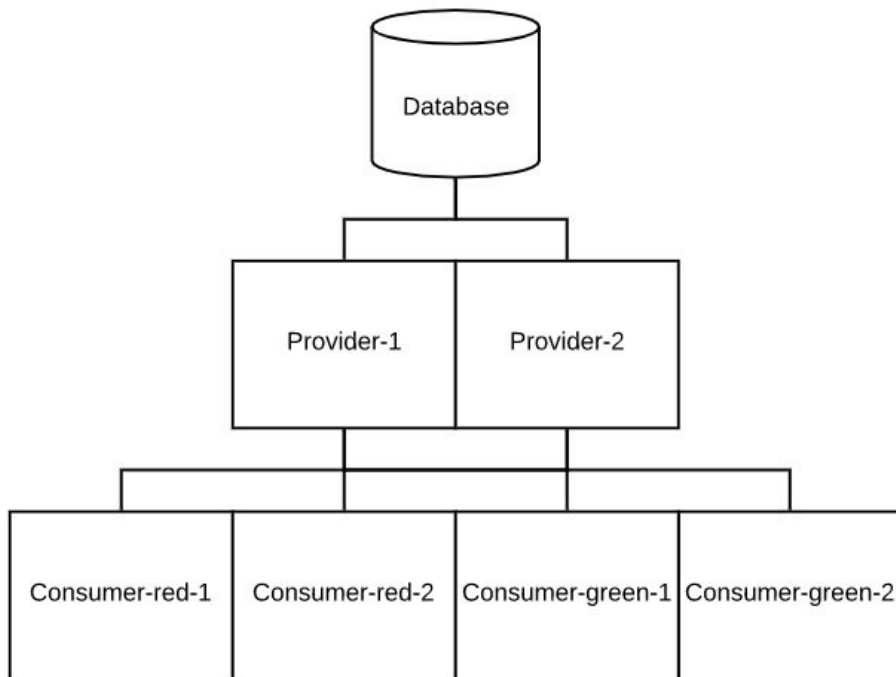 Database
Provider-1
Provider-2
Consumer-red-1
Consumer-red-2
Consumer-green-1
Consumer-green-2